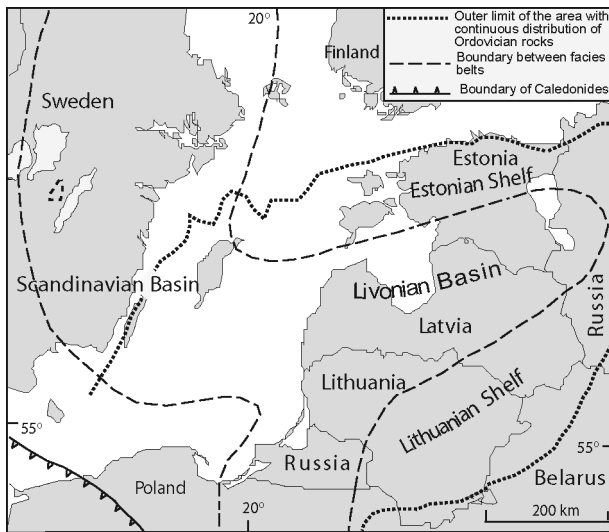 20°
Outer limit of the area with
continuous distribution of
Ordovician rocks
Boundary between facies
belts
Boundary of Caledonides
Finland
Sweden
Estonia
Estonian Shelf
Scandinavian Basin
Livonian Basin
Russia
Latvia
Lithuania
Lithuanian Shelf
55°
55°
Russia
Belarus
Poland
20°
200 km